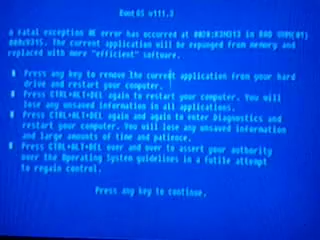 RootOS v111.3
A Fatal exception 0E error has occurred at
The current application will be expunged from memory and
replaced with more "efficient" software.
Press any key to remove the current application from your hard
drive and restart your computer.
Press CTRL+ALT+DEL again to restart your computer. You will
lose any unsaved information in all applications.
Press CTRL+ALT+DEL again and again to enter Diagnostics and
restart your computer. You will lose any unsaved information
and large amounts of time and patience.
Press CTRL+ALT+DEL over and over to assert your authority
over the Operating System guidelines in a futile attempt
to regain control.
Press any key to continue.